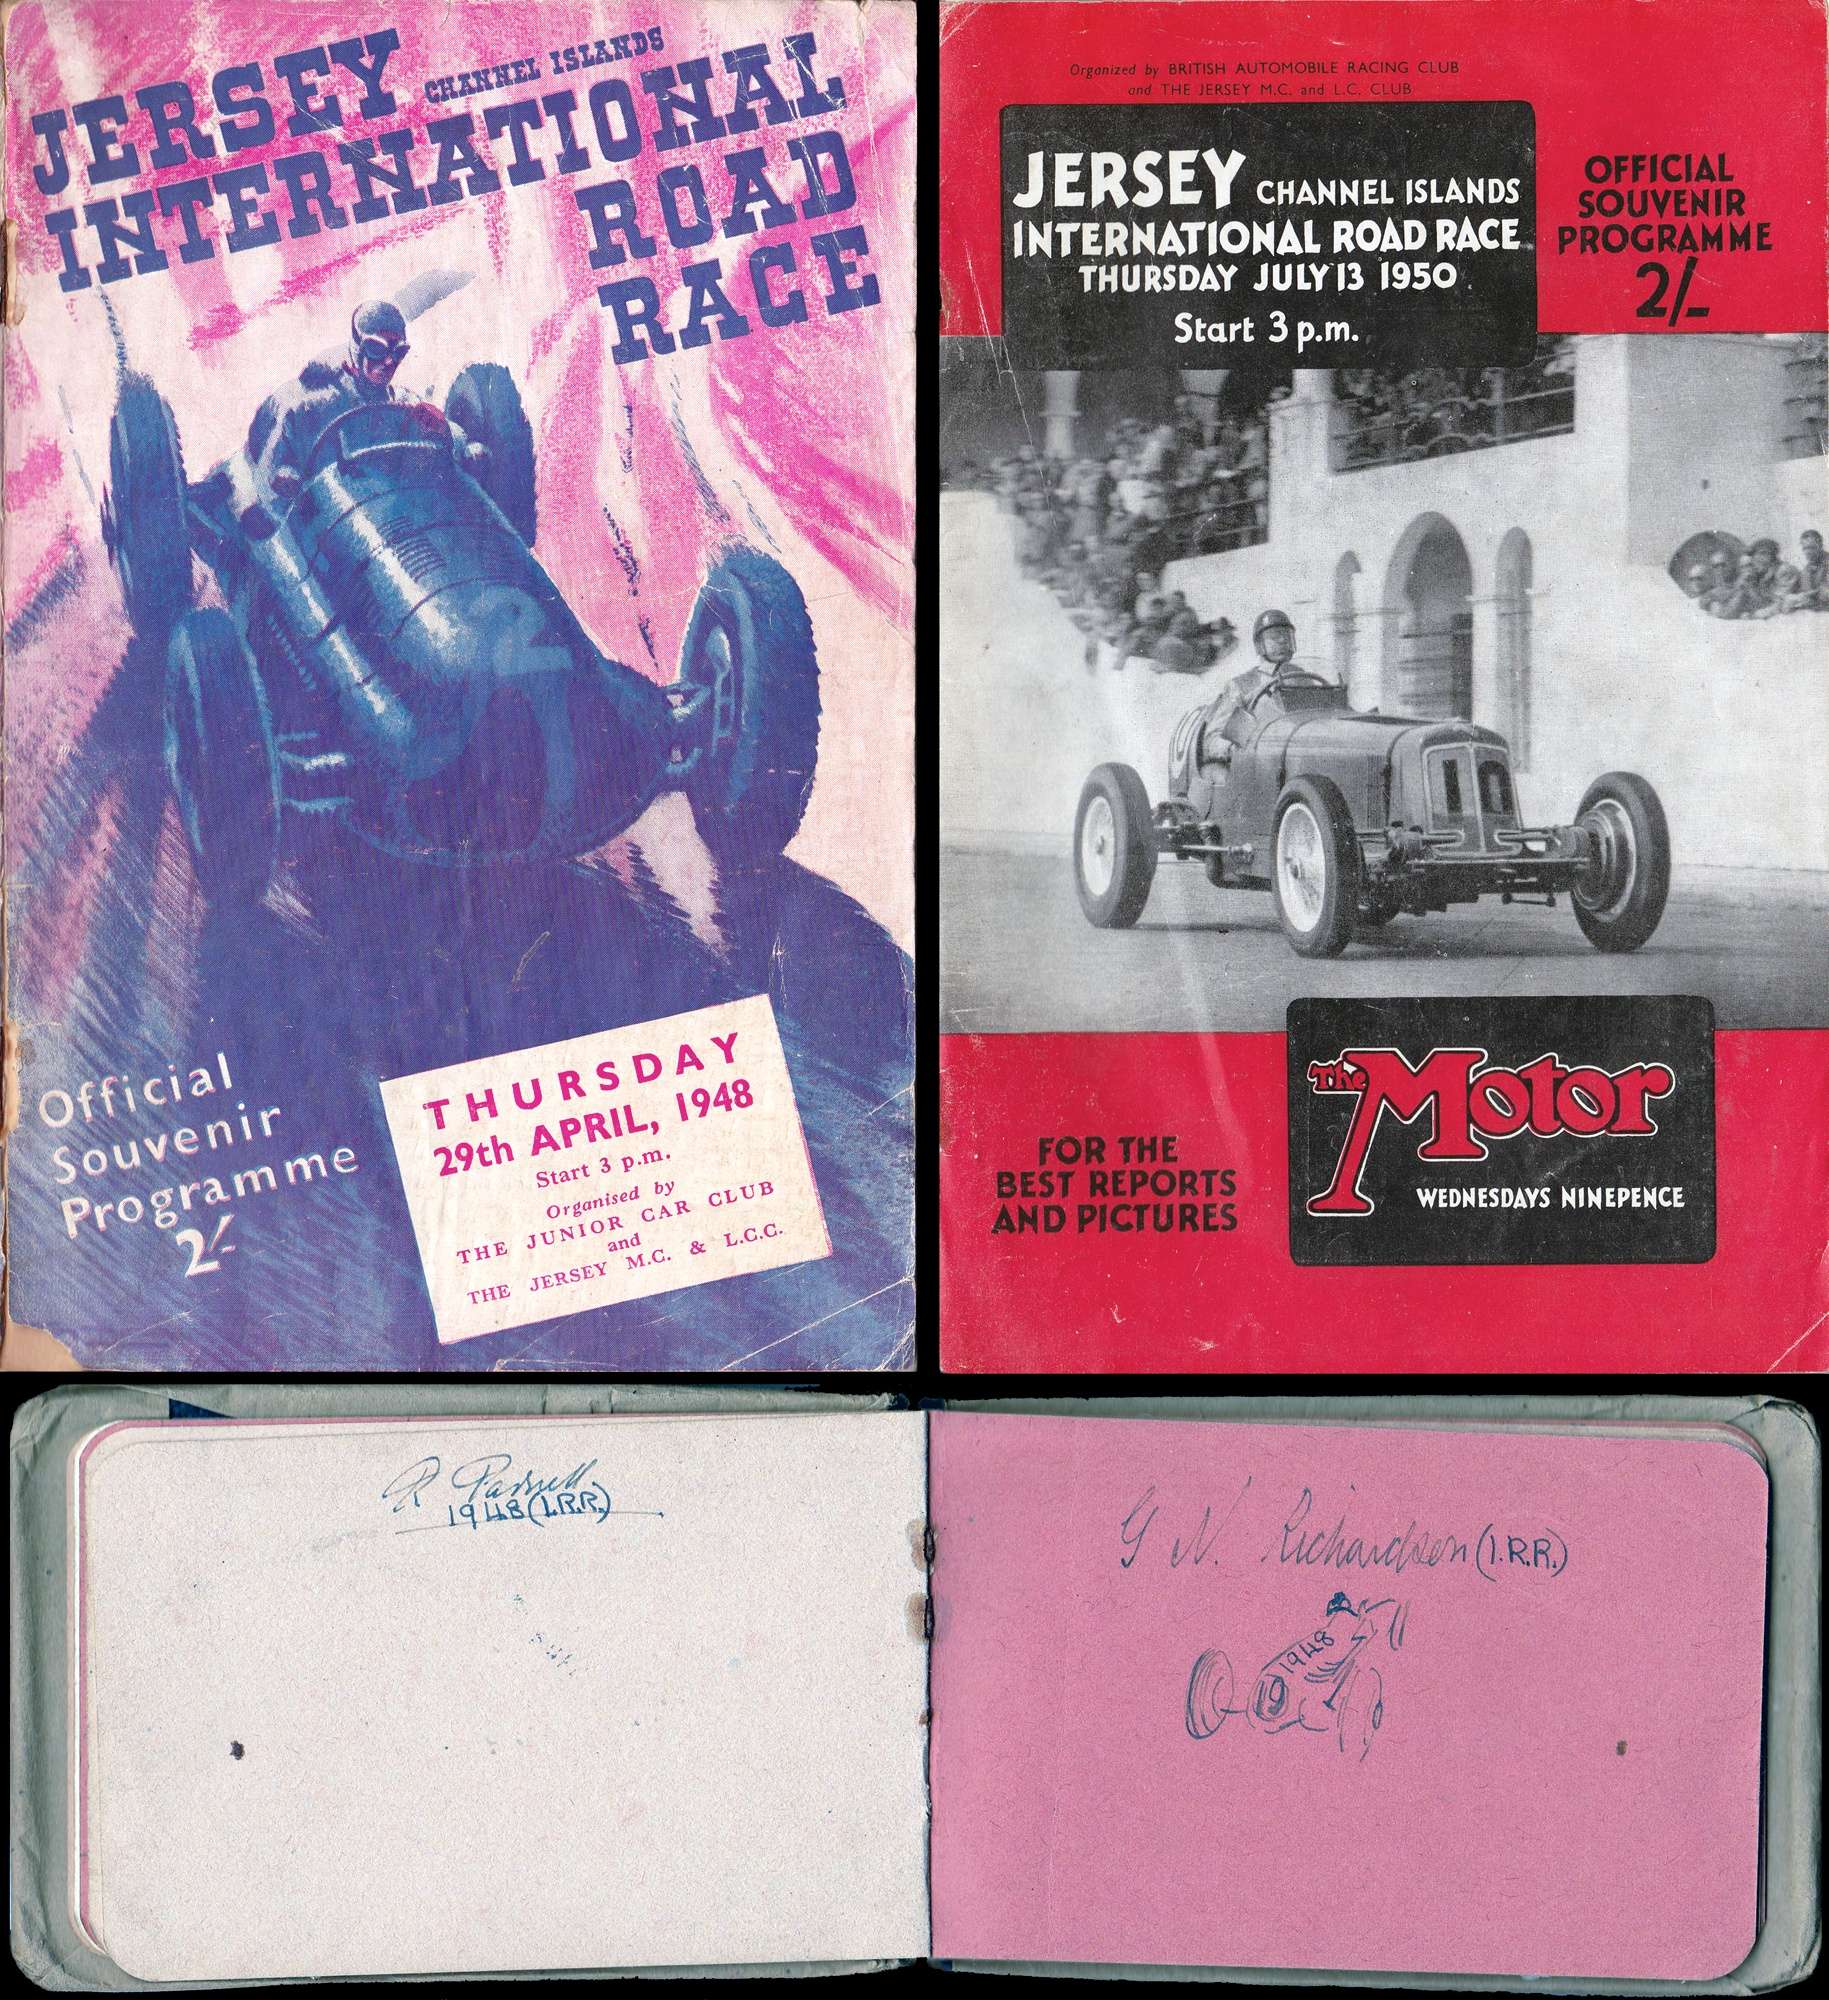 JERSEY
CHANNEL ISLANDS
INTERNATIONAL
ROAD
RACE
2
Official
Souvenir
Programme
2/-
THURSDAY
29th APRIL, 1948
Start 3 p.m.
Organised by
THE JUNIOR CAR CLUB
and
THE JERSEY M.C. & L.C.C.
Organized by BRITISH AUTOMOBILE RACING CLUB
and THE JERSEY M.C. and L.C. CLUB
JERSEY CHANNEL ISLANDS
INTERNATIONAL ROAD RACE
THURSDAY JULY 13 1950
Start 3 p.m.
OFFICIAL
SOUVENIR
PROGRAMME
2/-
10
FOR THE
BEST REPORTS
AND PICTURES
The Motor
WEDNESDAYS NINEPENCE
R Parnell
1948 (I.R.R.)
G N. Richardson (I.R.R.)
1948
19